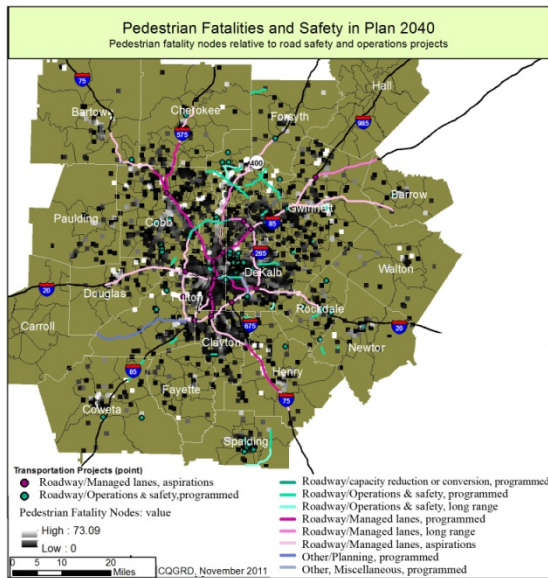 Pedestrian Fatalities and Safety in Plan 2040
Pedestrian fatality nodes relative to road safety and operations projects
75
Hall
Bartow
Cherokee
575
Forsyth
985
400
Barrow
Gwinnett
Paulding
Cobb
85
285
Walton
DeKalb
20
Douglas
Fulton
Rockdale
Carroll
675
20
Newton
Clayton
85
Fayette
Henry
75
Coweta
Spalding
Transportation Projects (point)
Roadway/Managed lanes, aspirations
Roadway/Operations & safety,programmed
Pedestrian Fatality Nodes: value
High : 73.09
Low : 0
0 5 10 20
Miles
CQGRD, November 2011
Roadway/capacity reduction or conversion, programmed
Roadway/Operations & safety, programmed
Roadway/Operations & safety, long range
Roadway/Managed lanes, programmed
Roadway/Managed lanes, long range
Roadway/Managed lanes, aspirations
Other/Planning, programmed
Other, Miscellaneous, programmed